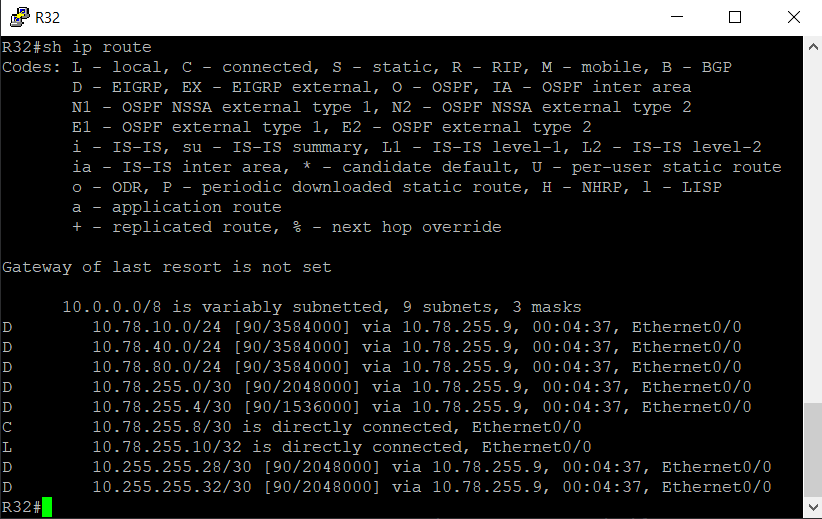 R32
R32#sh ip route
Codes: L - local, C - connected, S - static, R - RIP, M - mobile, B - BGP
       D - EIGRP, EX - EIGRP external, O - OSPF, IA - OSPF inter area
       N1 - OSPF NSSA external type 1, N2 - OSPF NSSA external type 2
       E1 - OSPF external type 1, E2 - OSPF external type 2
       i - IS-IS, su - IS-IS summary, L1 - IS-IS level-1, L2 - IS-IS level-2
       ia - IS-IS inter area, * - candidate default, U - per-user static route
       o - ODR, P - periodic downloaded static route, H - NHRP, l - LISP
       a - application route
       + - replicated route, % - next hop override
Gateway of last resort is not set
      10.0.0.0/8 is variably subnetted, 9 subnets, 3 masks
D        10.78.10.0/24 [90/3584000] via 10.78.255.9, 00:04:37, Ethernet0/0
D        10.78.40.0/24 [90/3584000] via 10.78.255.9, 00:04:37, Ethernet0/0
D        10.78.80.0/24 [90/3584000] via 10.78.255.9, 00:04:37, Ethernet0/0
D        10.78.255.0/30 [90/2048000] via 10.78.255.9, 00:04:37, Ethernet0/0
D        10.78.255.4/30 [90/1536000] via 10.78.255.9, 00:04:37, Ethernet0/0
C        10.78.255.8/30 is directly connected, Ethernet0/0
L        10.78.255.10/32 is directly connected, Ethernet0/0
D        10.255.255.28/30 [90/2048000] via 10.78.255.9, 00:04:37, Ethernet0/0
D        10.255.255.32/30 [90/2048000] via 10.78.255.9, 00:04:37, Ethernet0/0
R32#